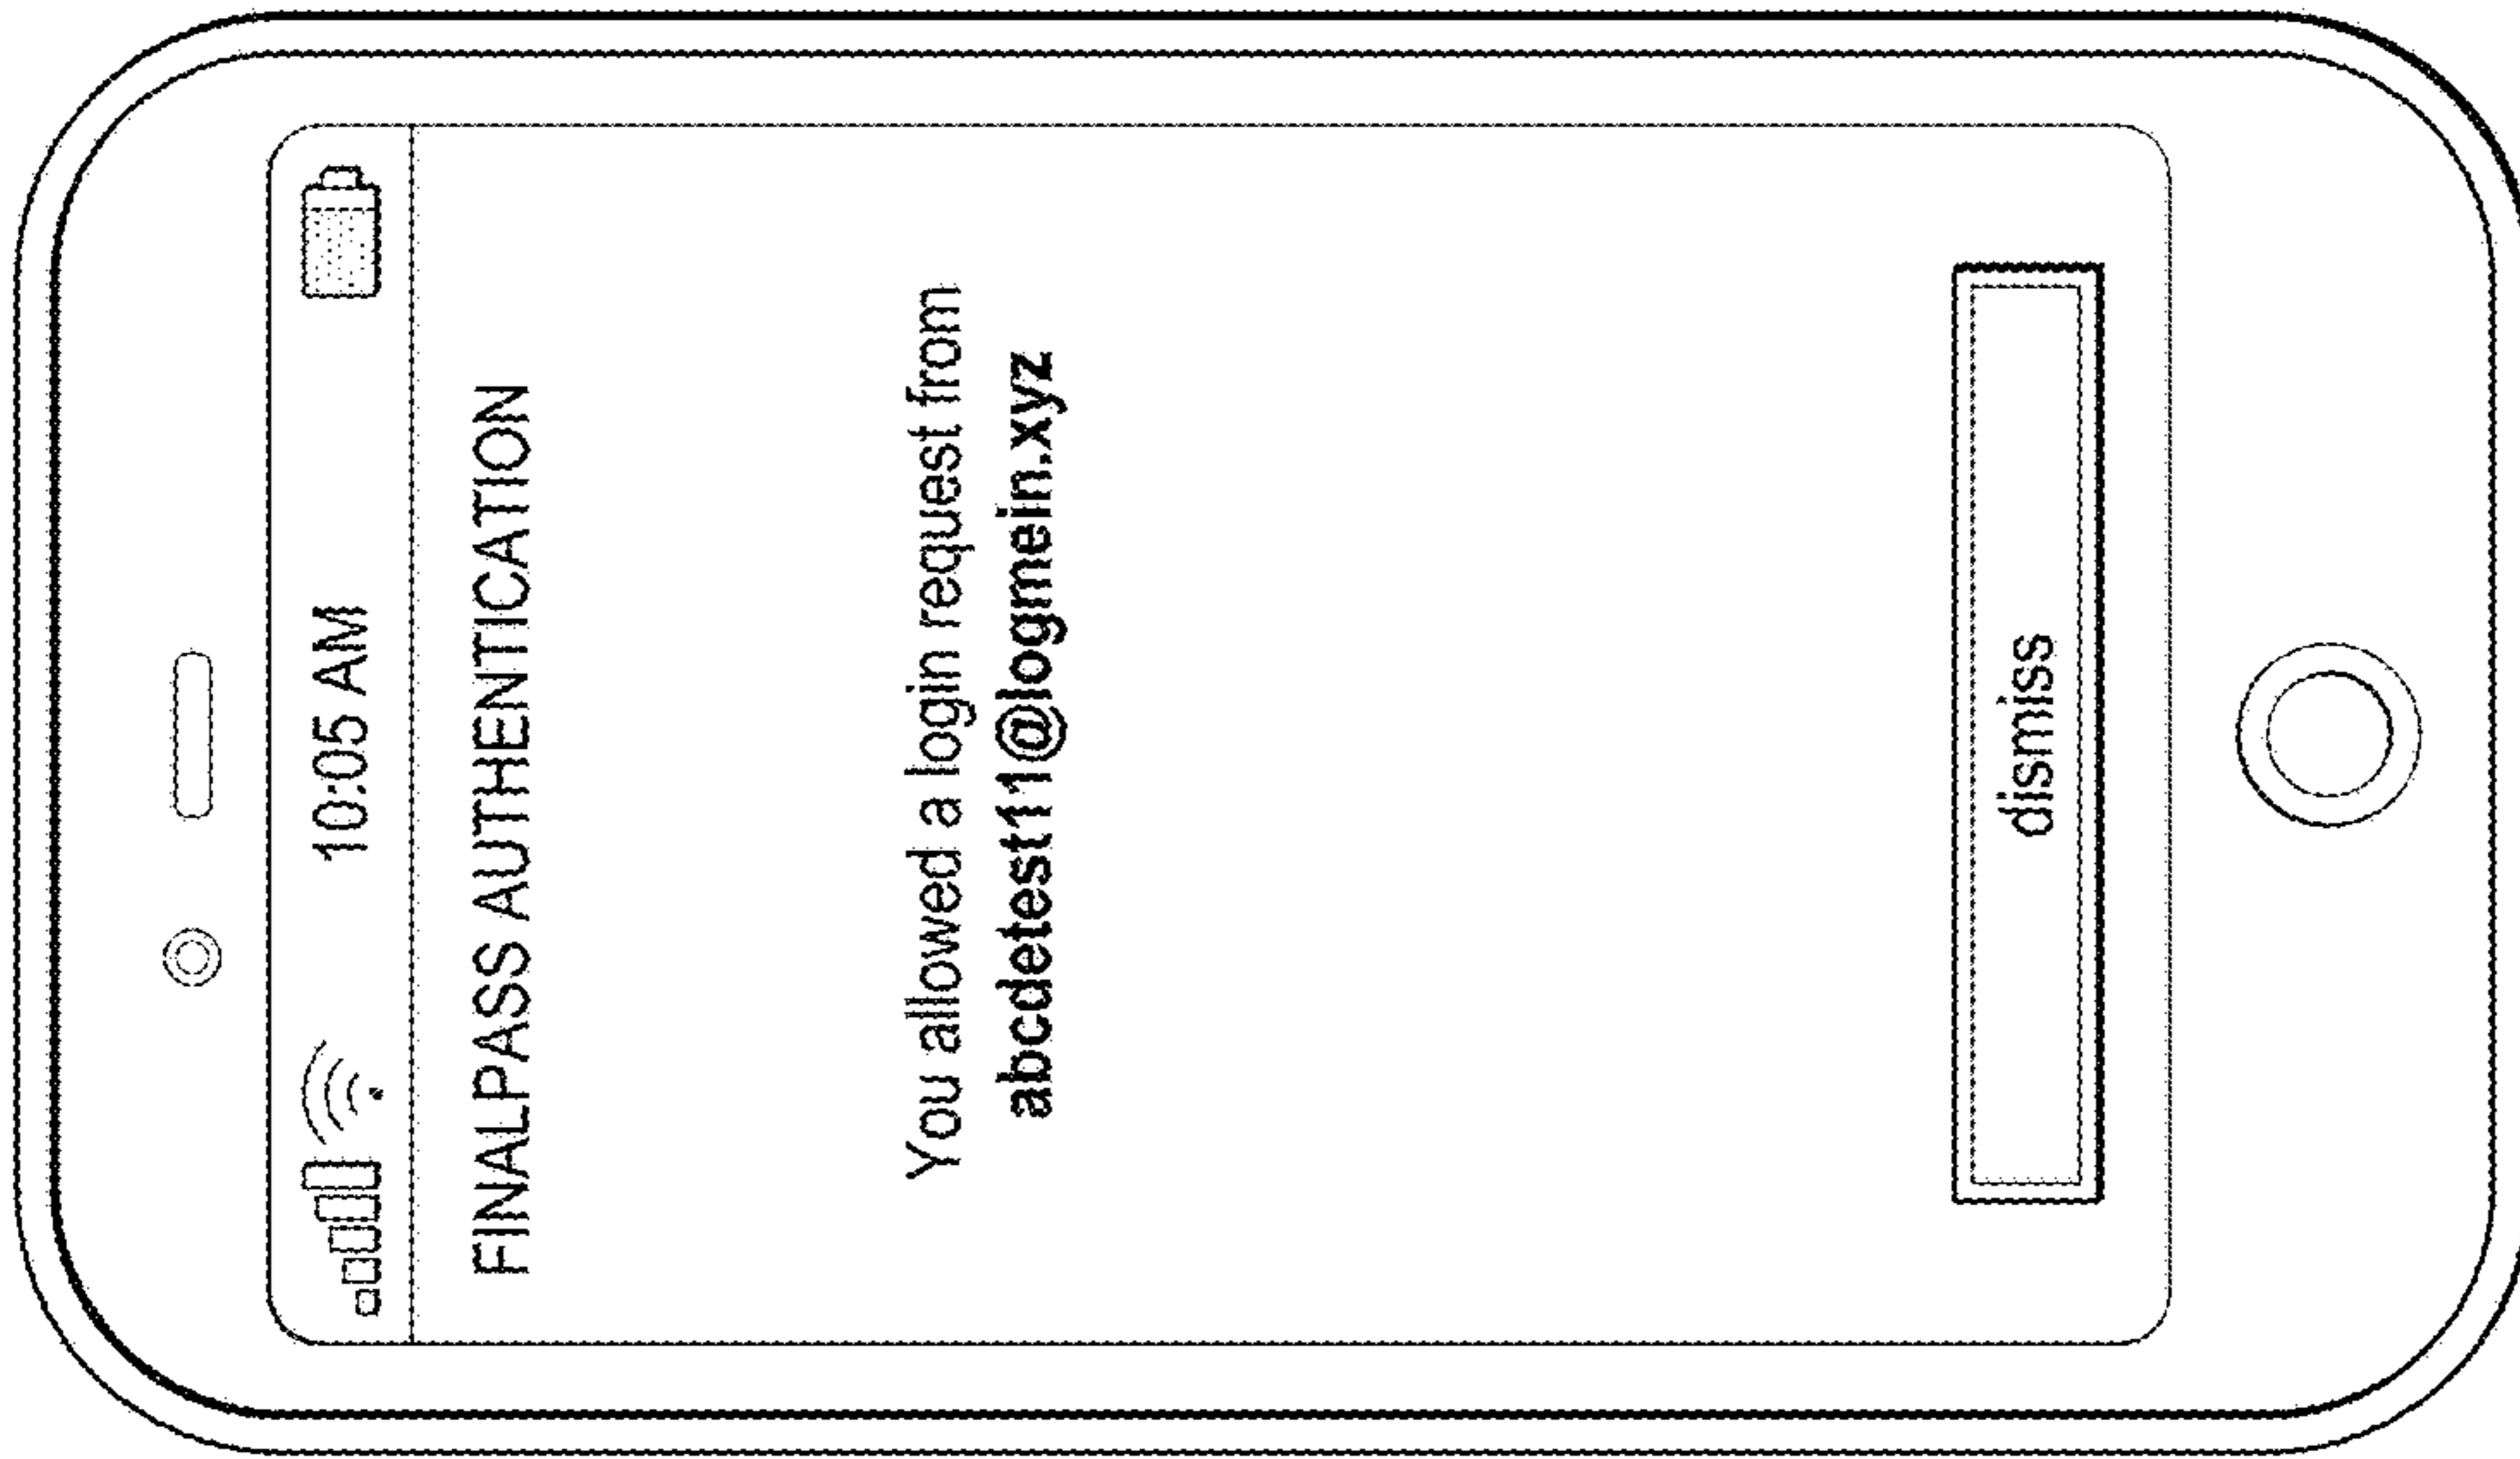 10:05 AM
FINALPASS AUTHENTICATION
You allowed a login request from
abcdetest11@logmein.xyz
dismiss